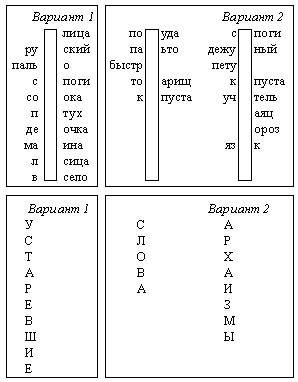 Вариант 1
лица
ру ский
паль о
с поги
со ока
п тух
де очка
ма ина
л сица
в село
Вариант 2
по уда с поги
па ьто дежу ный
быстр пету
то арищ к пуста
к пуста уч тель
аяц
ороз
яз к
Вариант 1
У
С
Т
А
Р
Е
В
Ш
И
Е
Вариант 2
С А
Л Р
О Х
В А
А И
З
М
Ы